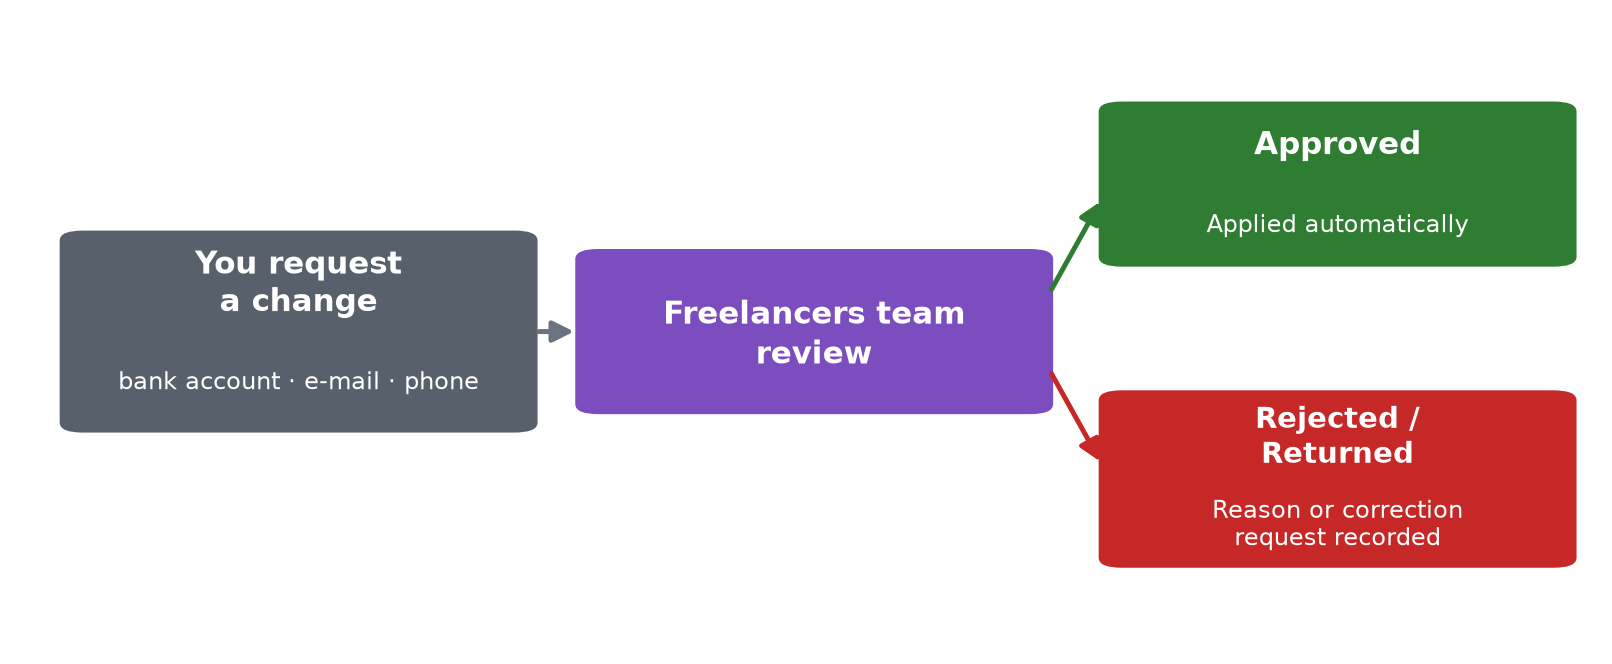 You request
a change
bank account · e-mail · phone
Freelancers team
review
Approved
Applied automatically
Rejected /
Returned
Reason or correction
request recorded